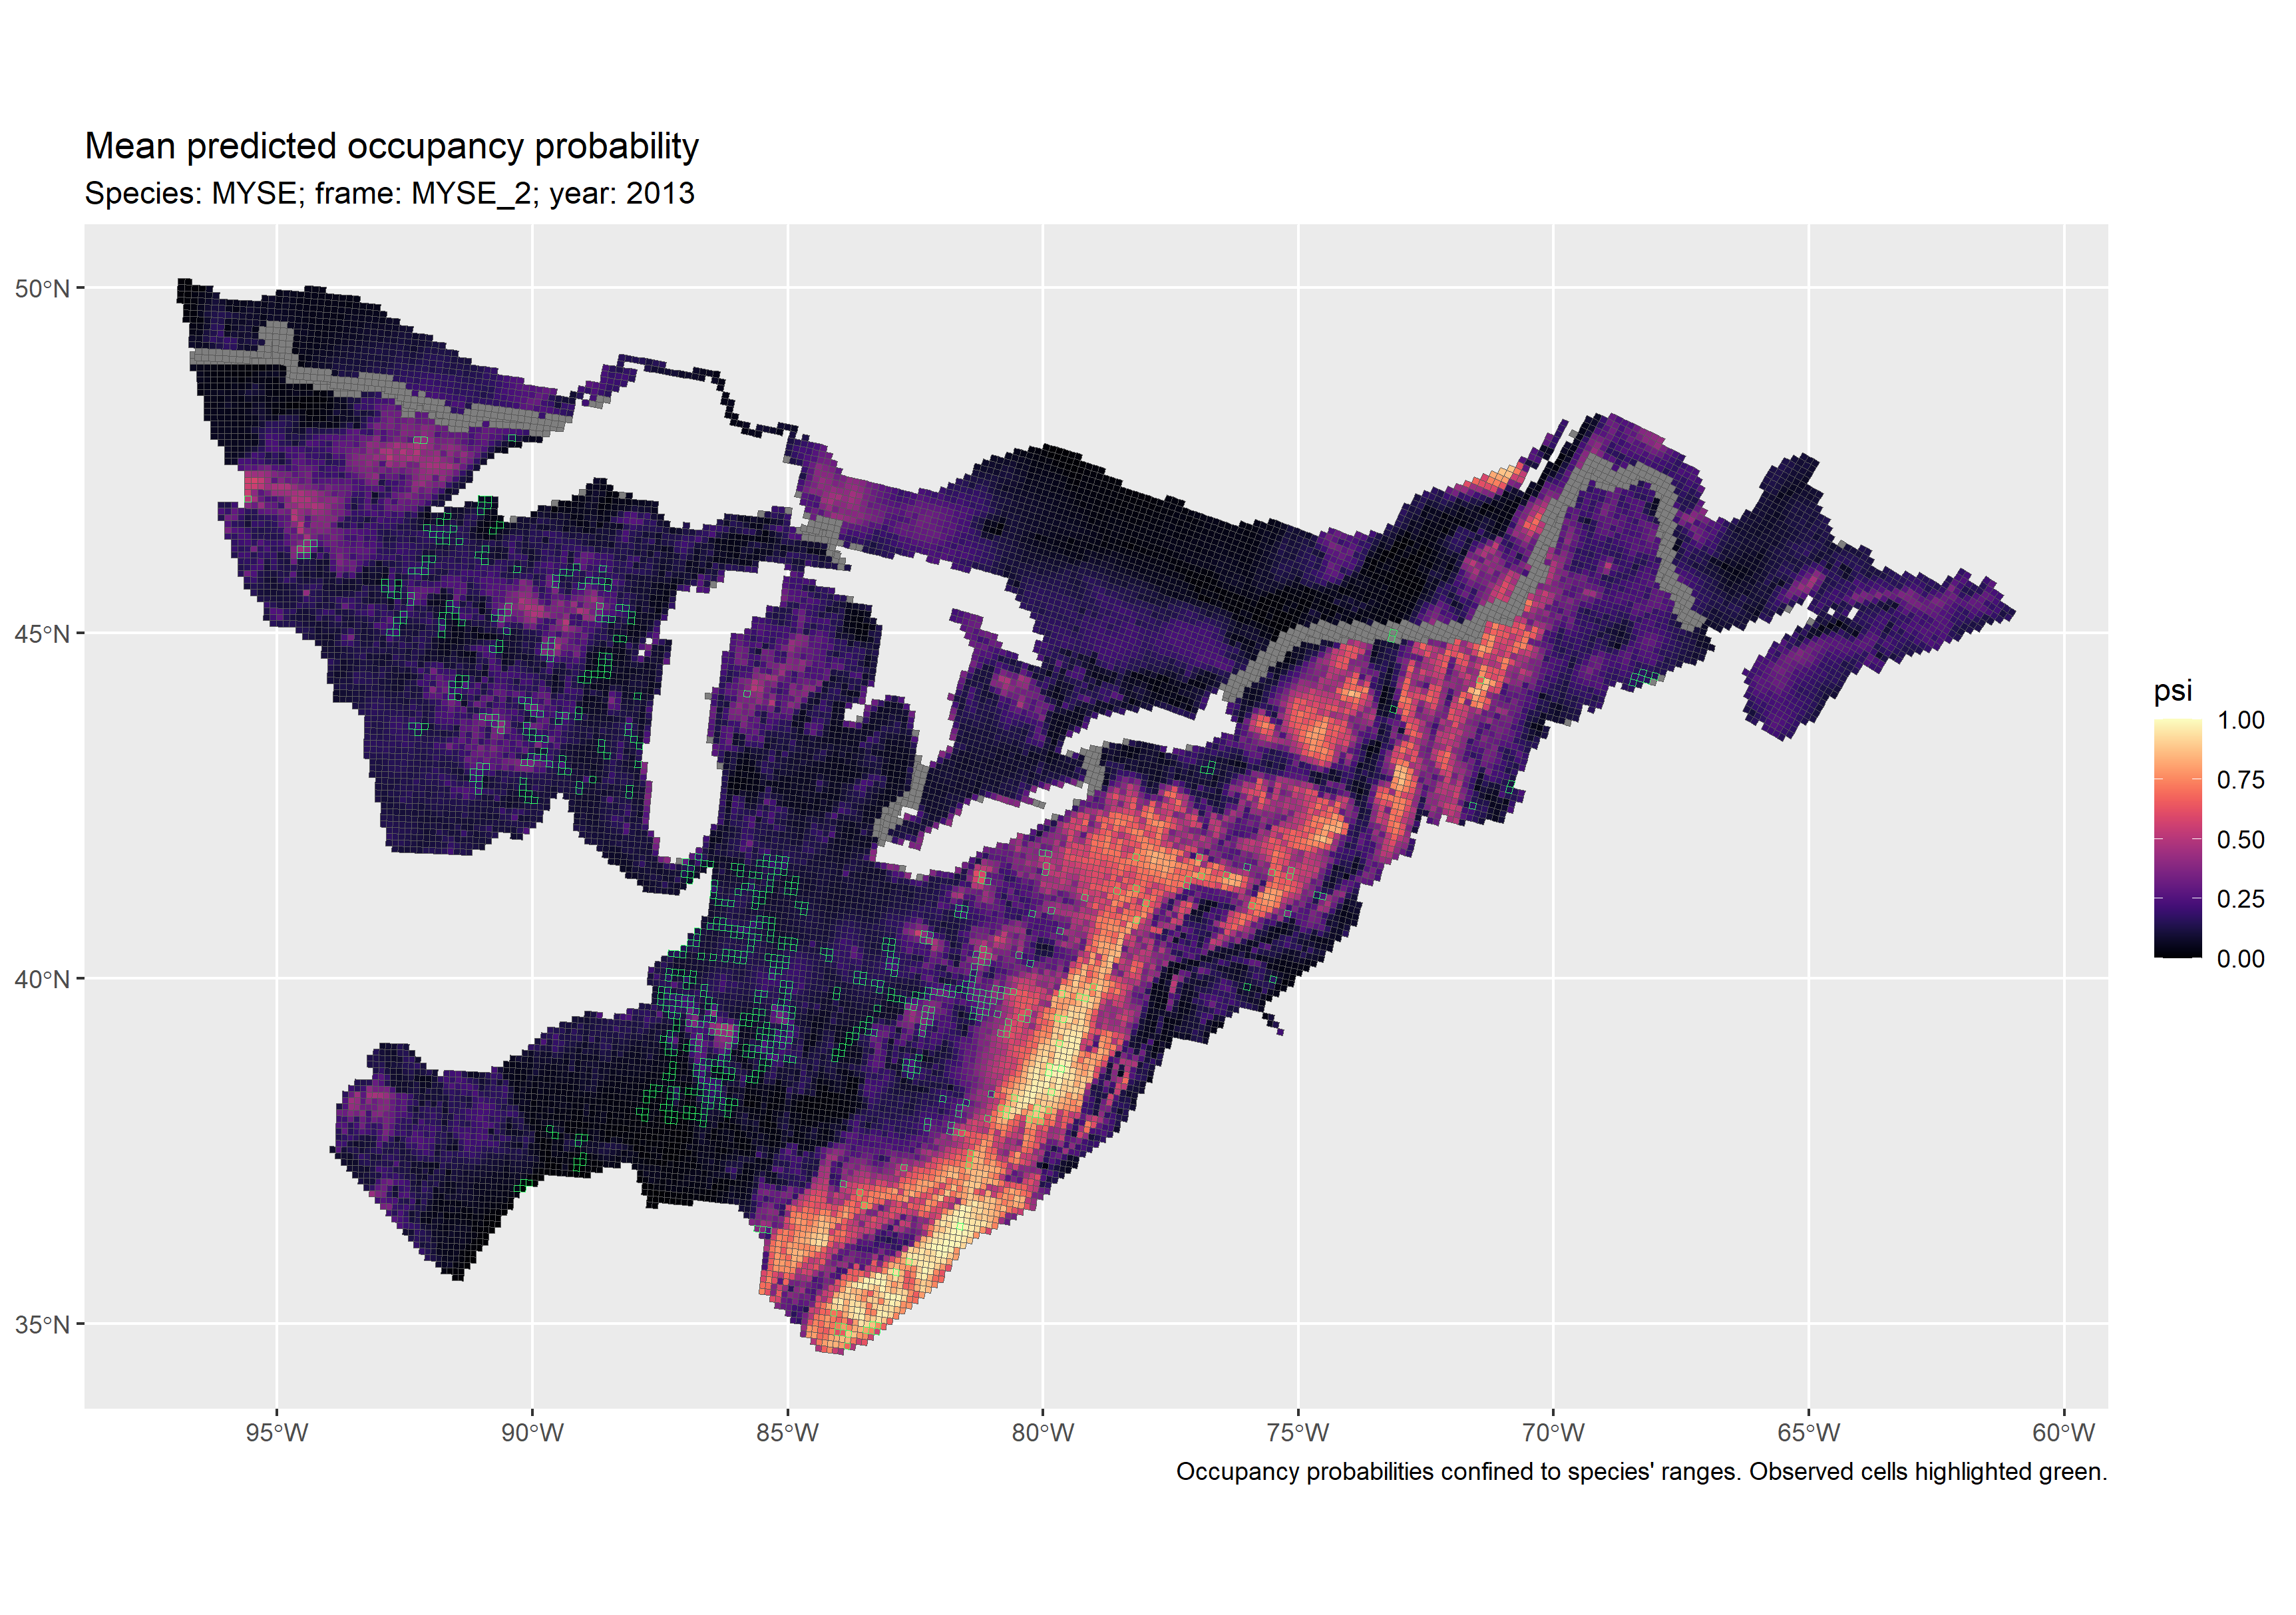 Mean predicted occupancy probability
Species: MYSE; frame: MYSE_2; year: 2013
50°N
45°N
40°N
35°N
95°W
90°W
85°W
80°W
75°W
70°W
65°W
60°W
psi
1.00
0.75
0.50
0.25
0.00
Occupancy probabilities confined to species' ranges. Observed cells highlighted green.